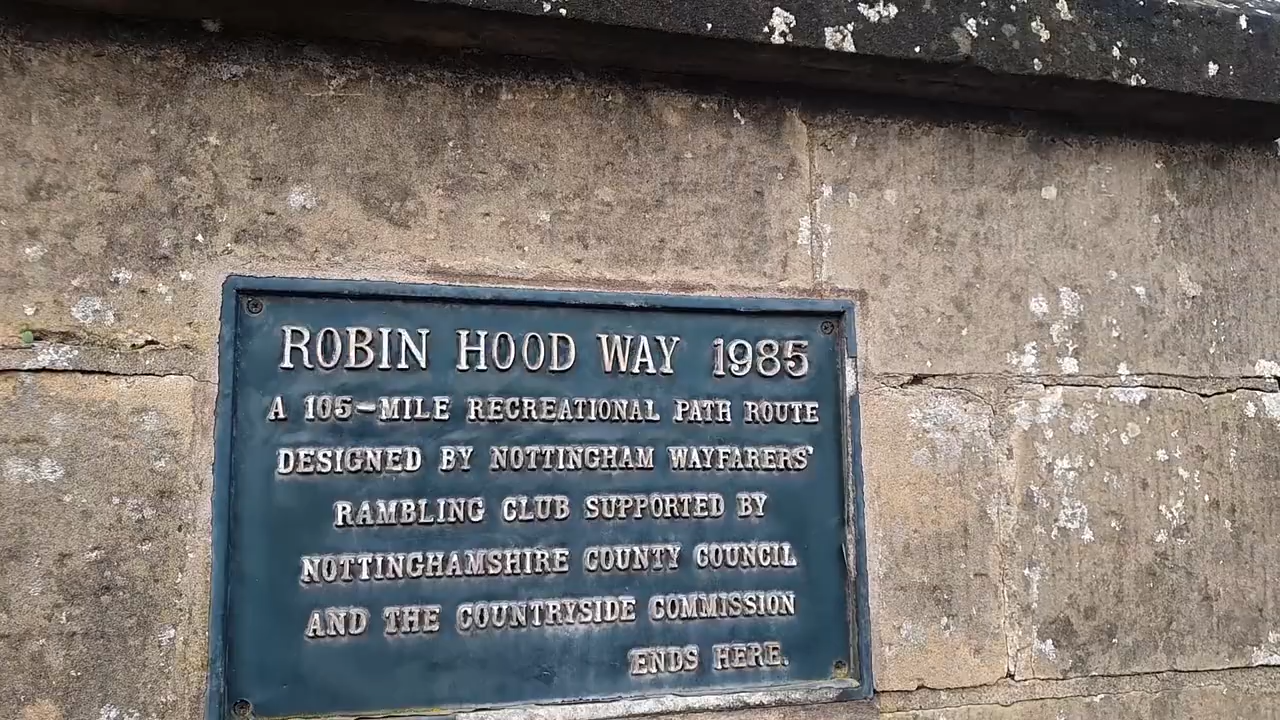 ROBIN HOOD WAY 1985
A 105-MILE RECREATIONAL PATH ROUTE
DESIGNED BY NOTTINGHAM WAYFARERS'
RAMBLING CLUB SUPPORTED BY
NOTTINGHAMSHIRE COUNTY COUNCIL
AND THE COUNTRYSIDE COMMISSION
ENDS HERE.